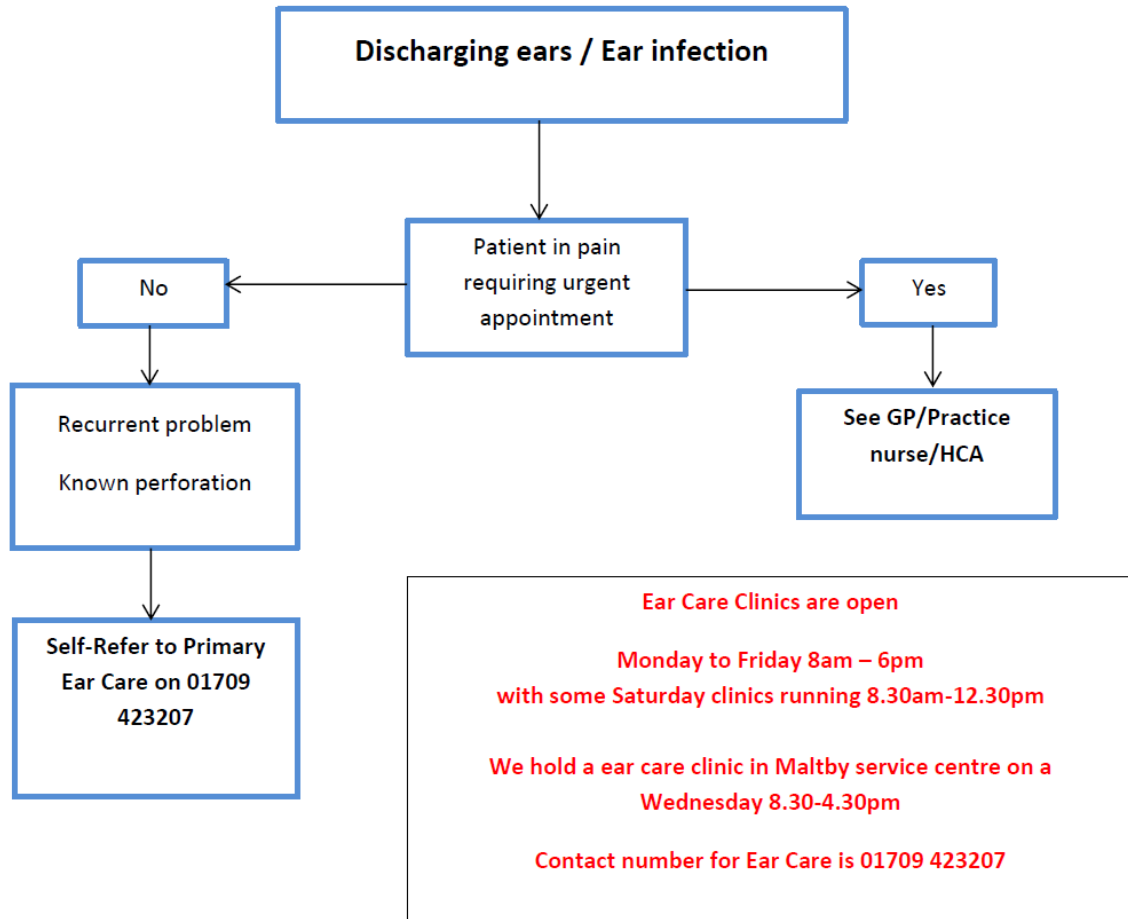 Discharging ears / Ear infection
Patient in pain
requiring urgent
appointment
No
Yes
Recurrent problem
Known perforation
See GP/Practice
nurse/HCA
Self-Refer to Primary
Ear Care on 01709
423207
Ear Care Clinics are open
Monday to Friday 8am – 6pm
with some Saturday clinics running 8.30am-12.30pm
We hold a ear care clinic in Maltby service centre on a
Wednesday 8.30-4.30pm
Contact number for Ear Care is 01709 423207